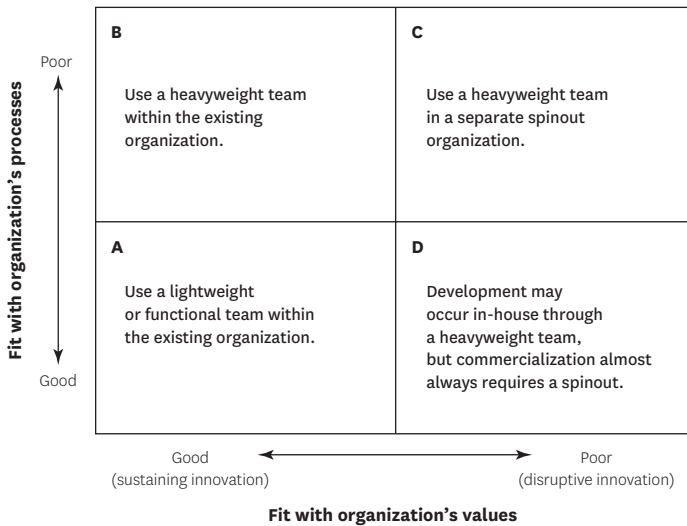 B
Use a heavyweight team
within the existing
organization.
C
Use a heavyweight team
in a separate spinout
organization.
A
Use a lightweight
or functional team within
the existing organization.
D
Development may
occur in-house through
a heavyweight team,
but commercialization almost
always requires a spinout.
Poor
Fit with organization’s processes
Good
Good
(sustaining innovation)
Poor
(disruptive innovation)
Fit with organization’s values